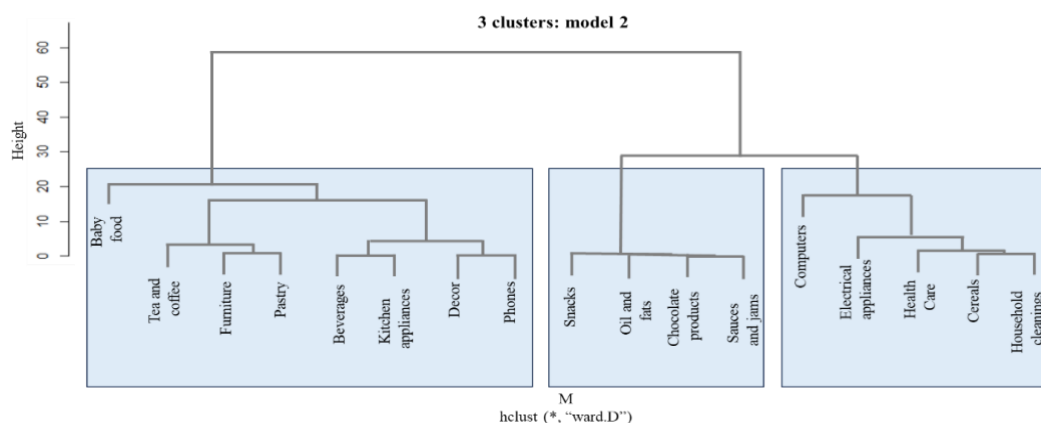 3 clusters: model 2
Height
60
50
40
30
20
10
0
Baby
food
Tea and
coffee
Furniture
Pastry
Beverages
Kitchen
appliances
Decor
Phones
Snacks
Oil and
fats
Chocolate
products
Sauces
and jams
Computers
Electrical
appliances
Health
Care
Cereals
Household
cleanings
M
hclust (*, “ward.D”)